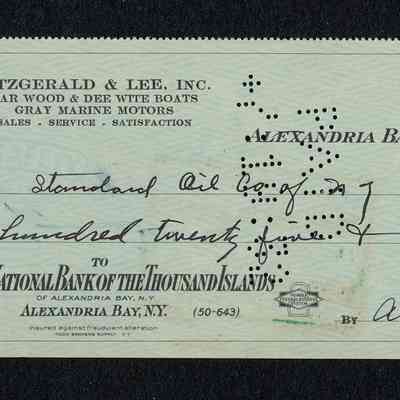 TZGERALD & LEE, INC.
AR WOOD & DEE WITE BOATS
GRAY MARINE MOTORS
SALES - SERVICE - SATISFACTION
ALEXANDRIA BA
Standard Oil Co of N J
hundred twenty five &
TO
NATIONAL BANK OF THE THOUSAND ISLANDS
OF ALEXANDRIA BAY, N.Y.
ALEXANDRIA BAY, N.Y. (50-643)
BY
insured against fraudulent alteration